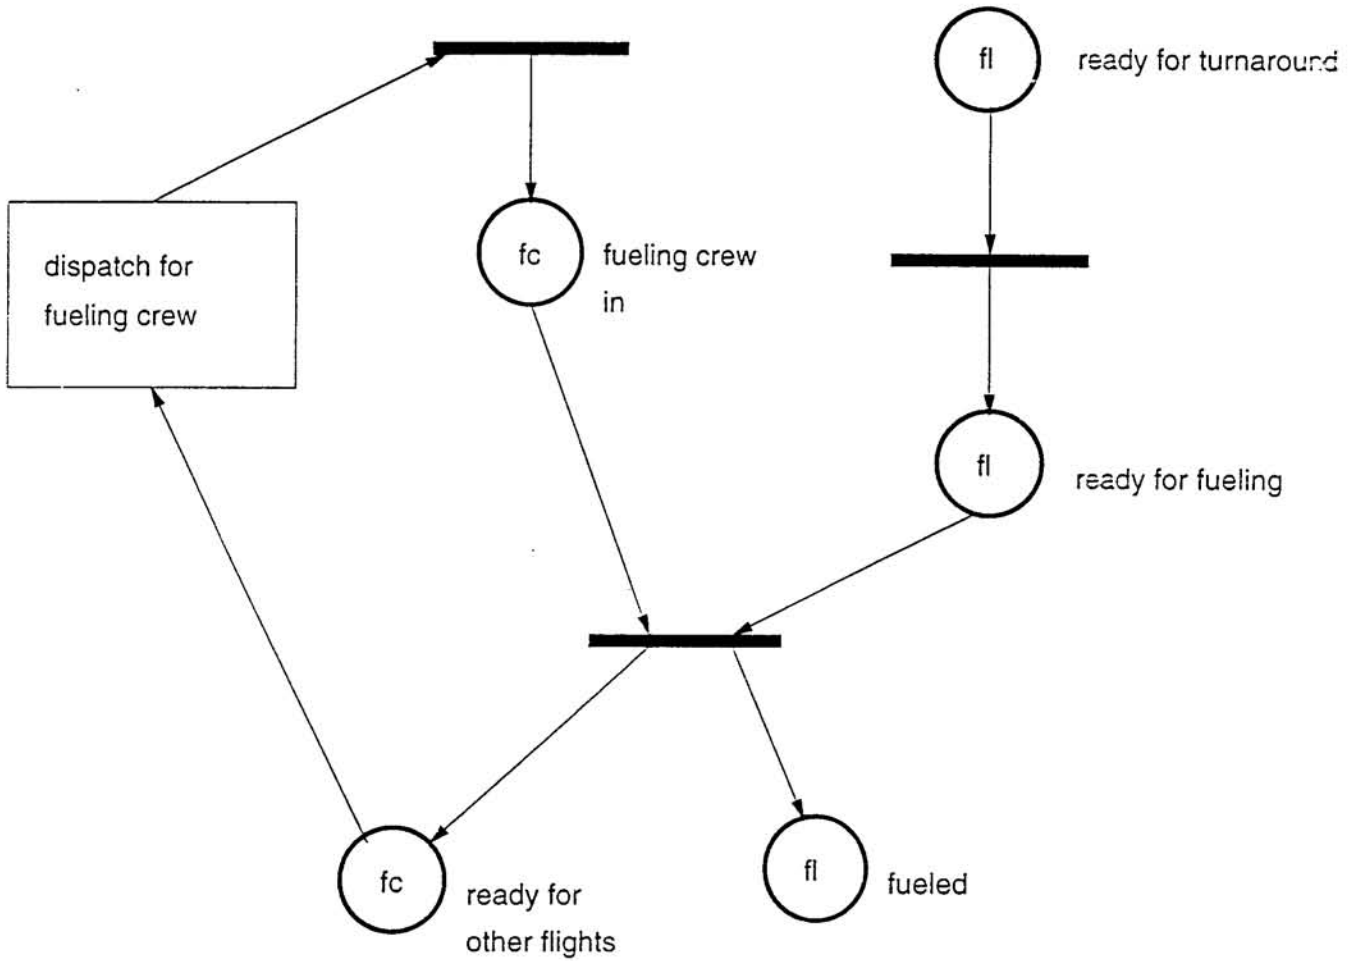 fl
ready for turnaround
dispatch for
fueling crew
fc
fueling crew
in
fl
ready for fueling
fc
ready for
other flights
fl
fueled